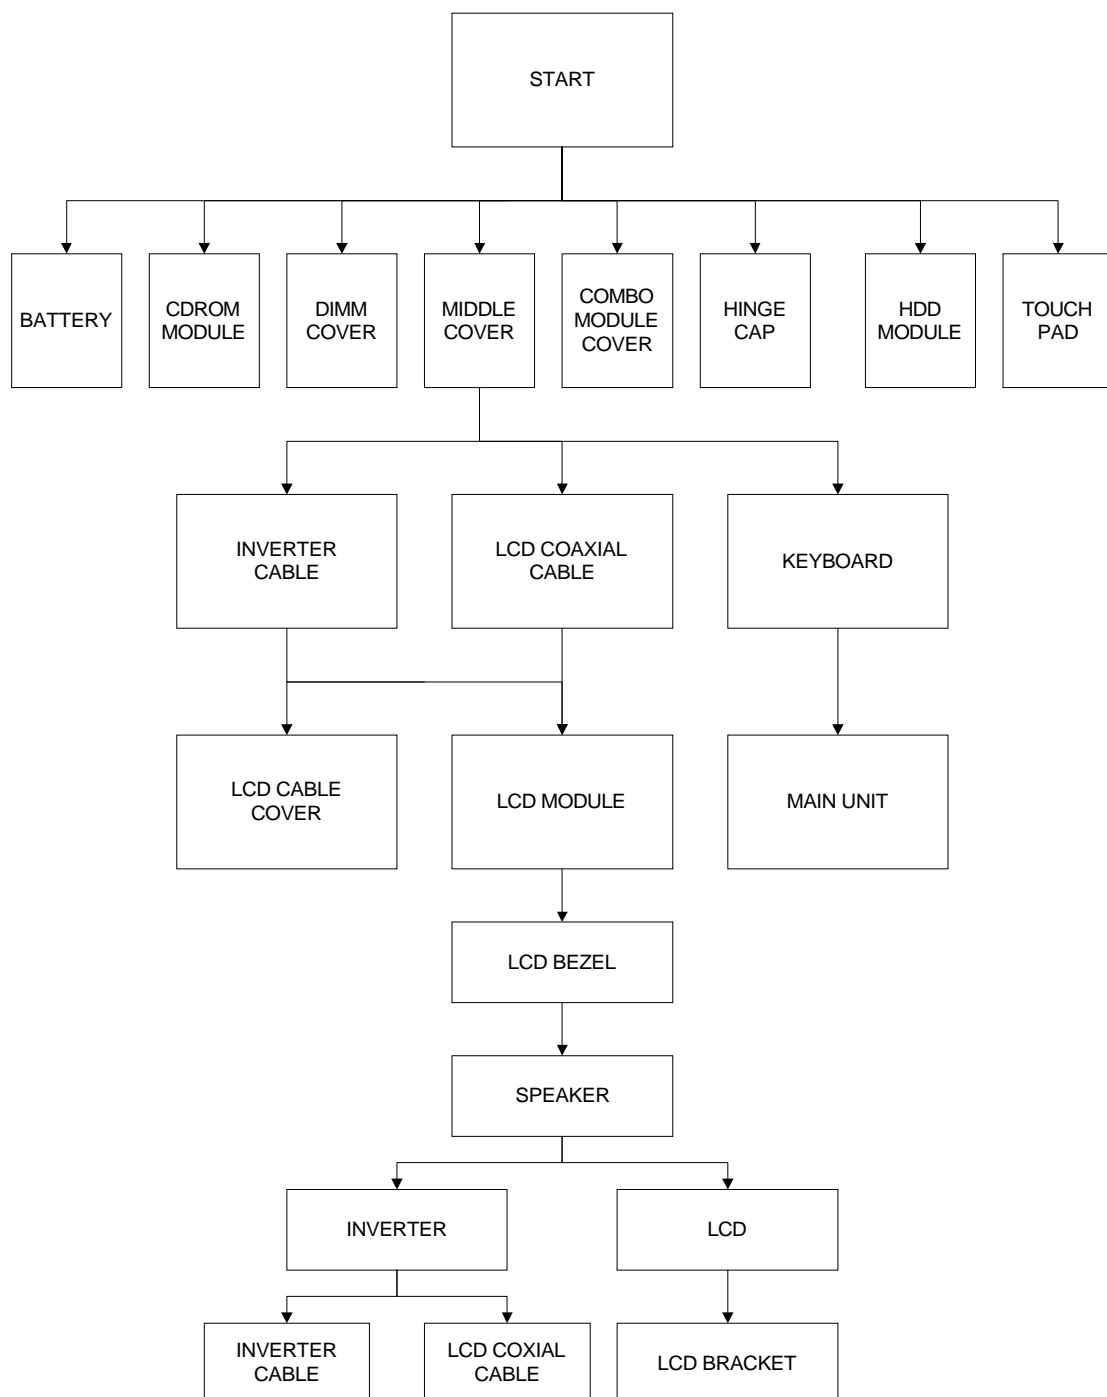 START
BATTERY
CDROM
MODULE
DIMM
COVER
MIDDLE
COVER
COMBO
MODULE
COVER
HINGE
CAP
HDD
MODULE
TOUCH
PAD
INVERTER
CABLE
LCD COAXIAL
CABLE
KEYBOARD
LCD CABLE
COVER
LCD MODULE
MAIN UNIT
LCD BEZEL
SPEAKER
INVERTER
LCD
INVERTER
CABLE
LCD COXIAL
CABLE
LCD BRACKET